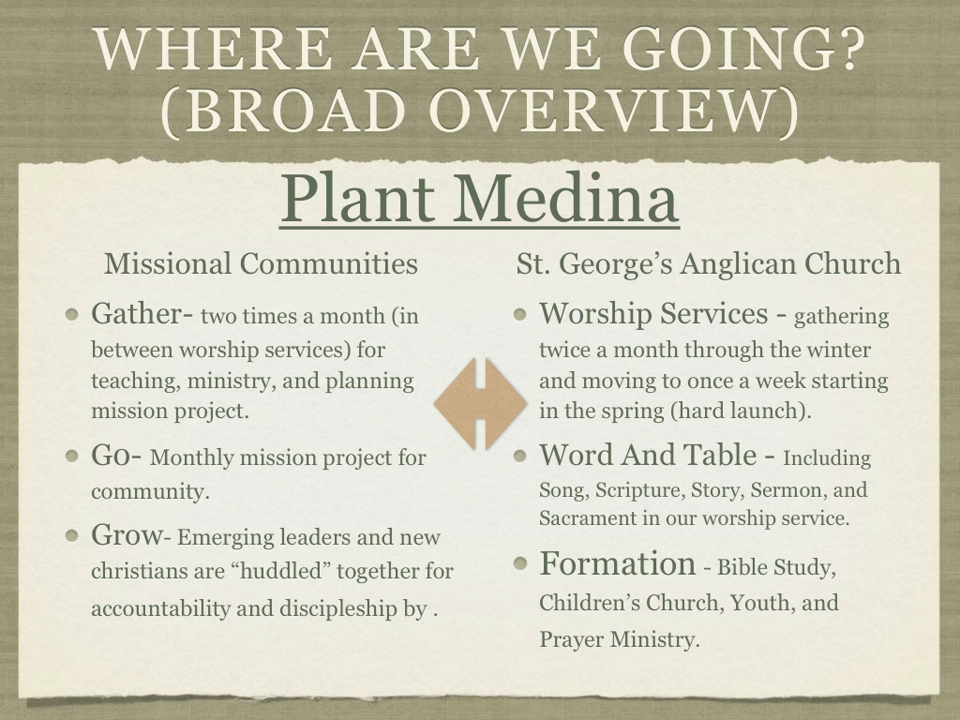 WHERE ARE WE GOING?
(BROAD OVERVIEW)
Plant Medina
Missional Communities
Gather- two times a month (in
between worship services) for
teaching, ministry, and planning
mission project.
Go- Monthly mission project for
community.
Grow- Emerging leaders and new
christians are “huddled” together for
accountability and discipleship by .
St. George’s Anglican Church
Worship Services - gathering
twice a month through the winter
and moving to once a week starting
in the spring (hard launch).
Word And Table - Including
Song, Scripture, Story, Sermon, and
Sacrament in our worship service.
Formation - Bible Study,
Children’s Church, Youth, and
Prayer Ministry.